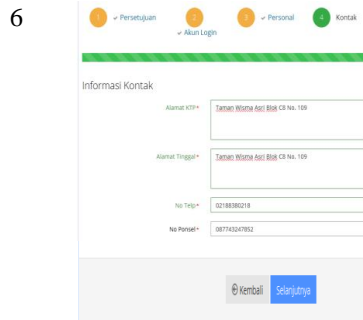 6
1 ✓ Persetujuan
2 ✓ Akun Login
3 ✓ Personal
4 Kontak
Informasi Kontak
Alamat KTP* Taman Wisma Asri Blok C8 No. 109
Alamat Tinggal* Taman Wisma Asri Blok C8 No. 109
No Telp* 02188380218
No Ponsel* 087743247852
Kembali Selanjutnya